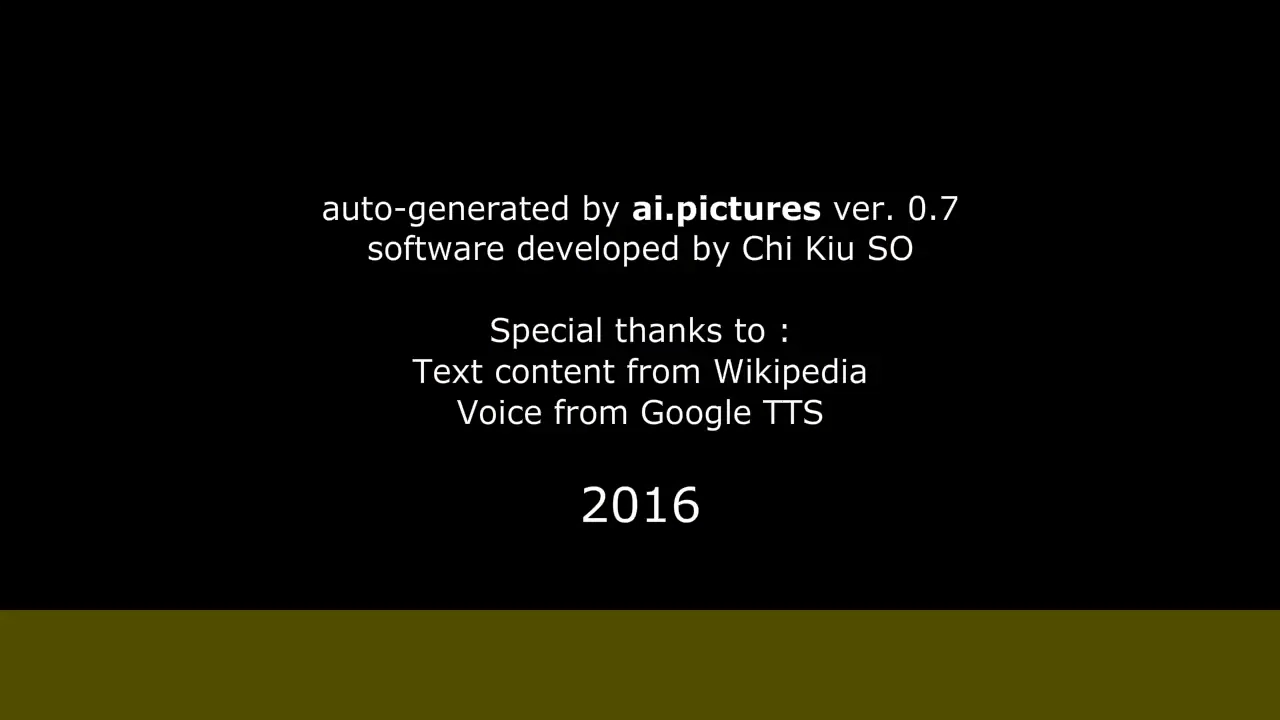 auto-generated by ai.pictures ver. 0.7
software developed by Chi Kiu SO
Special thanks to :
Text content from Wikipedia
Voice from Google TTS
2016